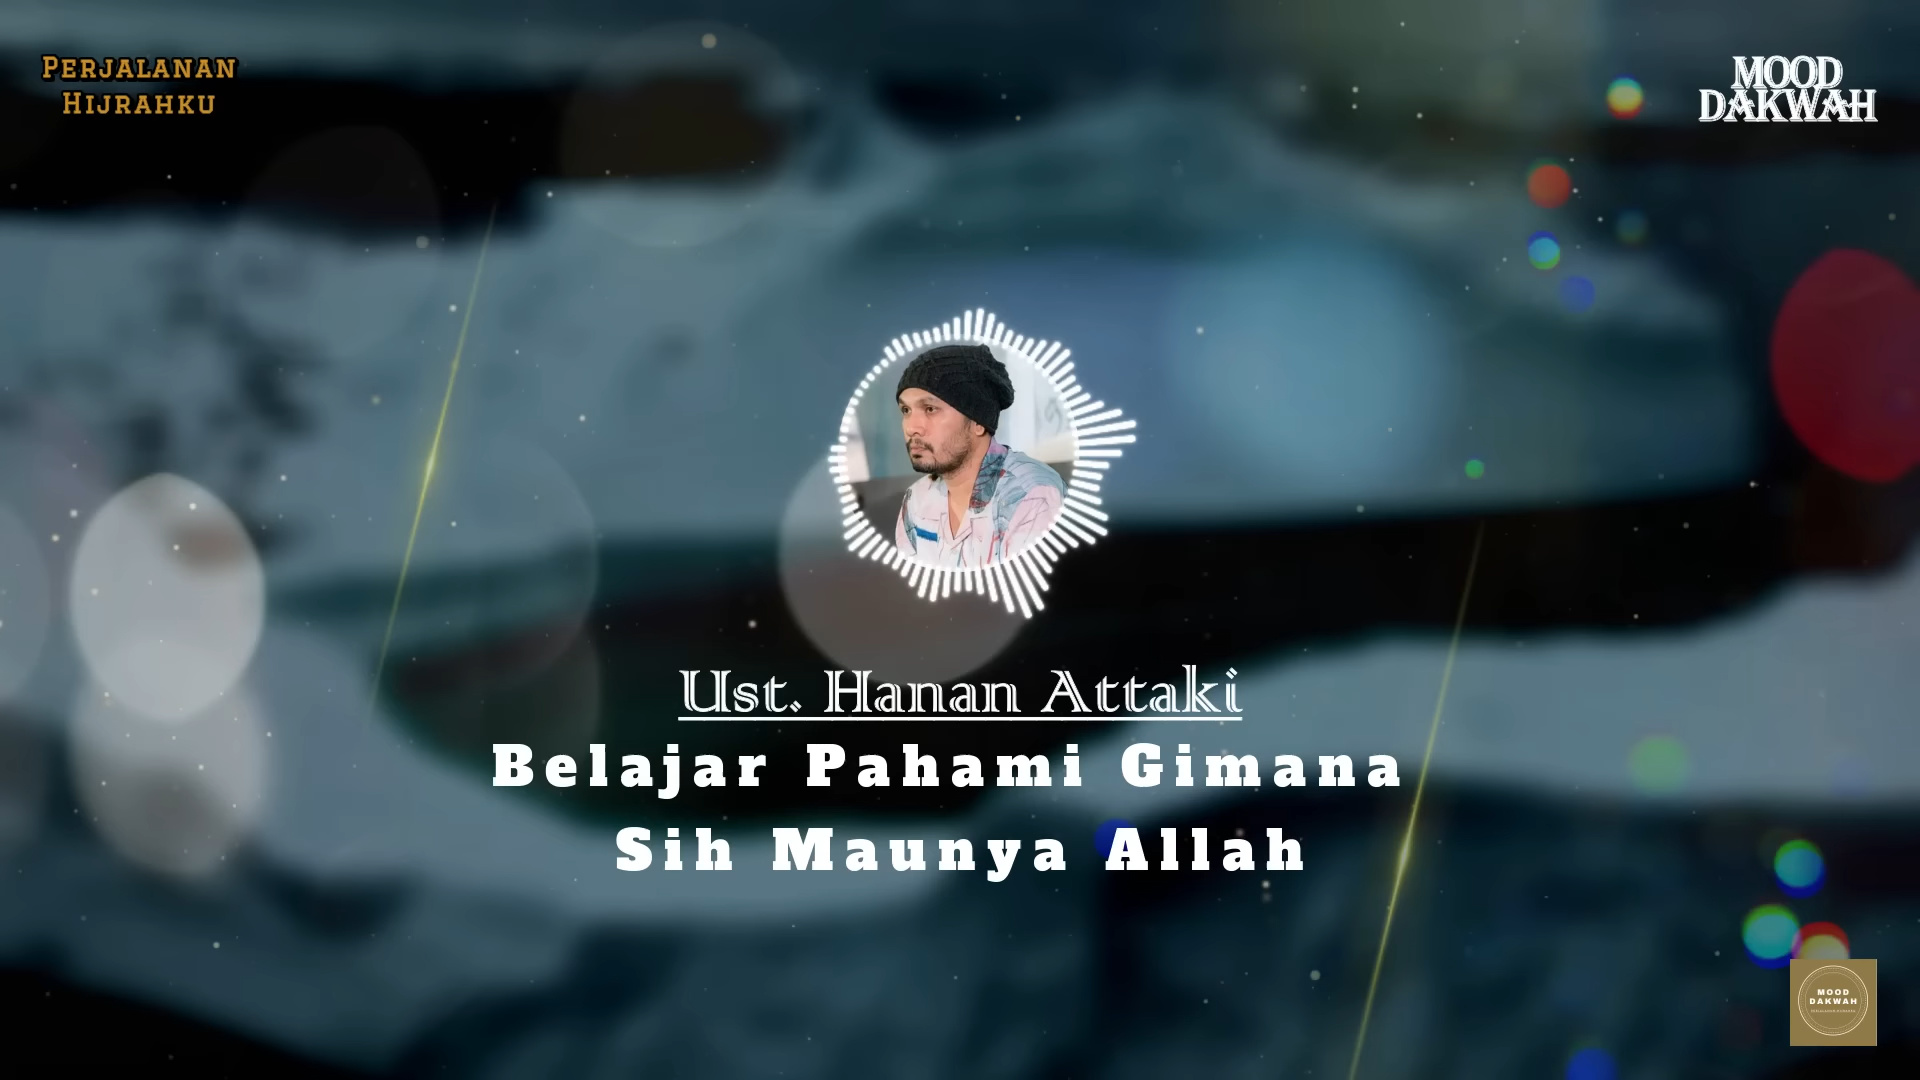 PERJALANAN
HIJRAHKU
MOOD
DAKWAH
Ust. Hanan Attaki
Belajar Pahami Gimana
Sih Maunya Allah
MOOD
DAKWAH